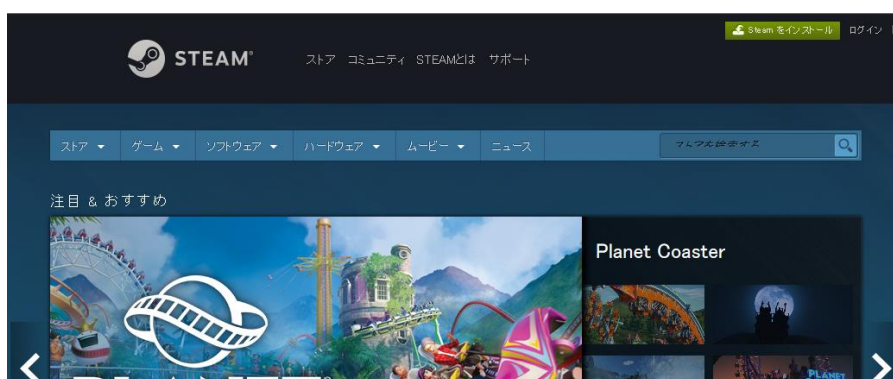 Steam をインストール ログイン
STEAM®
ストア コミュニティ STEAMとは サポート
ストア ゲーム ソフトウェア ハードウェア ムービー ニュース
注目 & おすすめ
Planet Coaster
PLANET